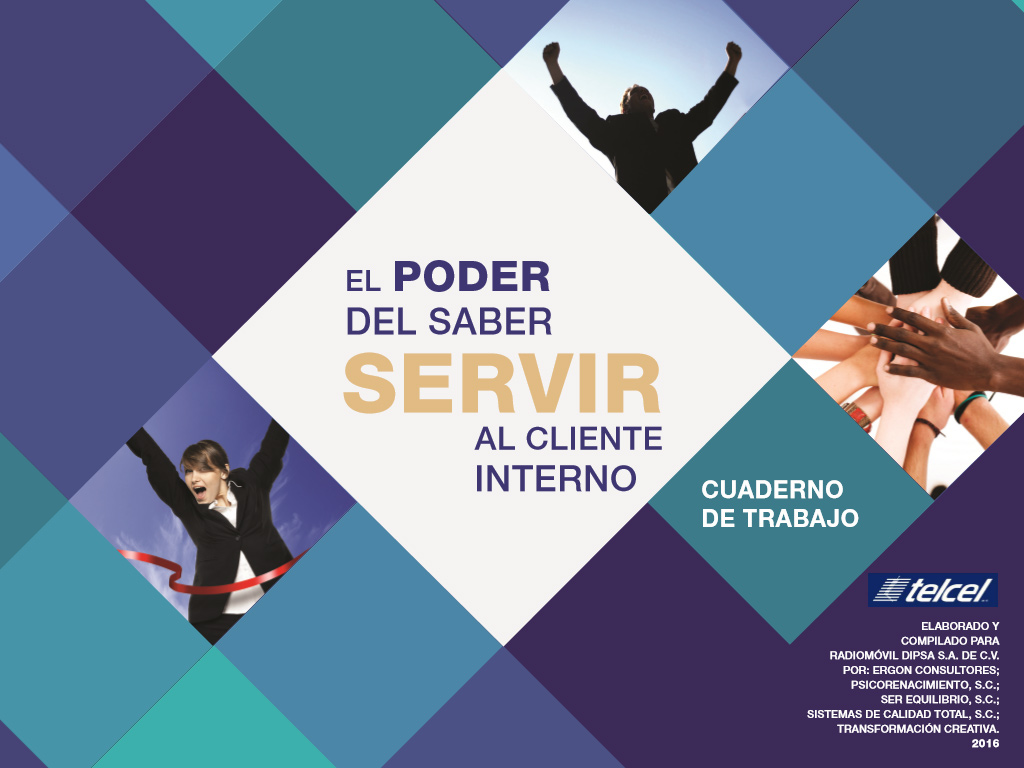 EL PODER
DEL SABER
SERVIR
AL CLIENTE
INTERNO
CUADERNO
DE TRABAJO
telcel
ELABORADO Y
COMPILADO PARA
RADIOMÓVIL DIPSA S.A. DE C.V.
POR: ERGON CONSULTORES;
PSICORENACIMIENTO, S.C.;
SER EQUILIBRIO, S.C.;
SISTEMAS DE CALIDAD TOTAL, S.C.;
TRANSFORMACIÓN CREATIVA.
2016